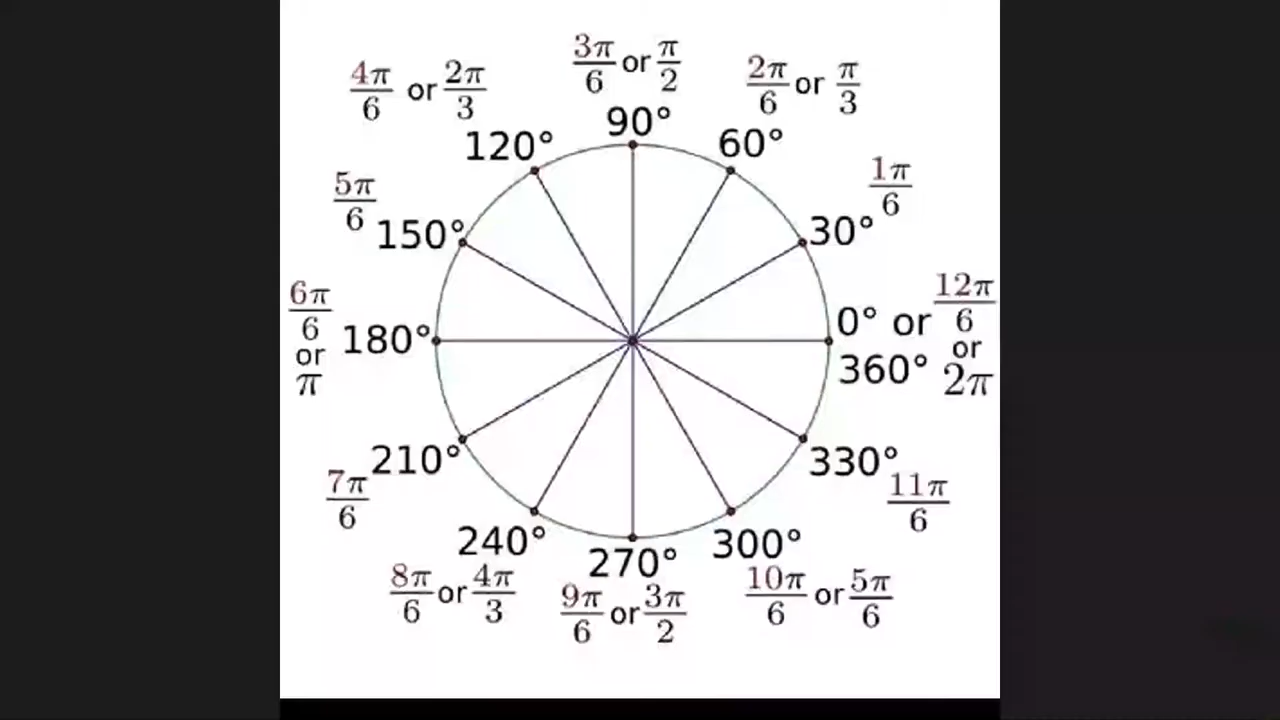 3π/6 or π/2
4π/6 or 2π/3
2π/6 or π/3
90°
120°
60°
5π/6
1π/6
150°
30°
6π/6
or
π
180°
0° or
360°
12π/6
or
2π
210°
330°
7π/6
11π/6
240°
270°
300°
8π/6 or 4π/3
9π/6 or 3π/2
10π/6 or 5π/6